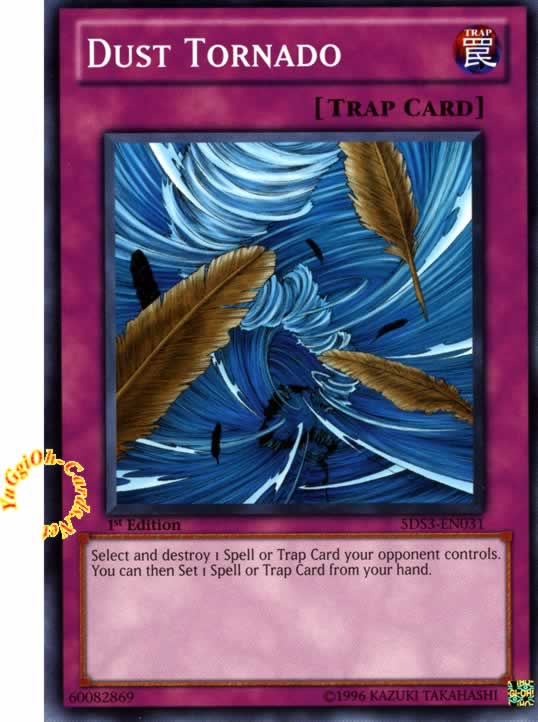 DUST TORNADO
TRAP
罠
[TRAP CARD]
YuGgiOh-Cards.Net
1st Edition
5DS3-EN031
Select and destroy 1 Spell or Trap Card your opponent controls.
You can then Set 1 Spell or Trap Card from your hand.
60082869
©1996 KAZUKI TAKAHASHI